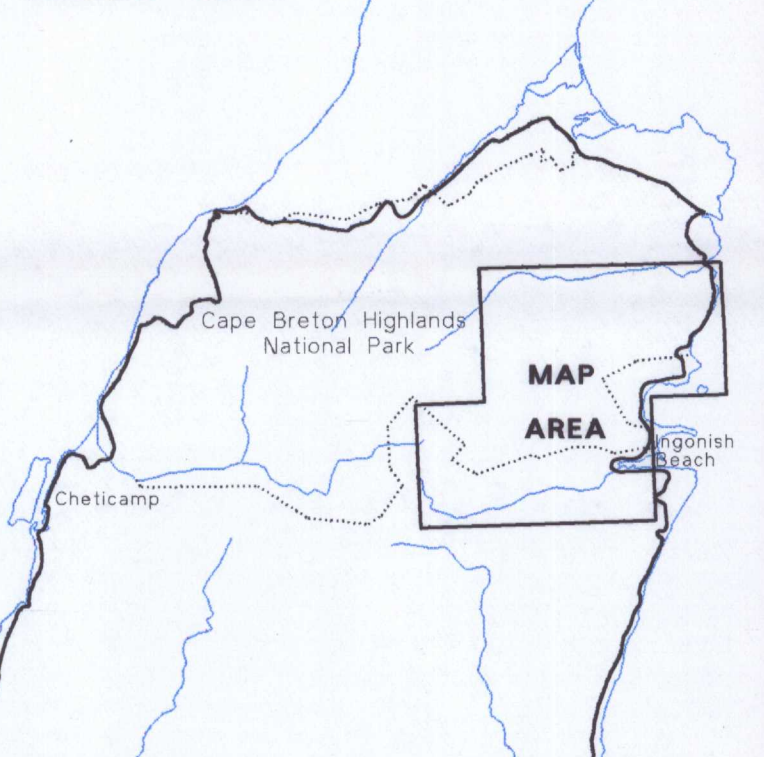 Cape Breton Highlands
National Park
MAP
AREA
Ingonish
Beach
Cheticamp